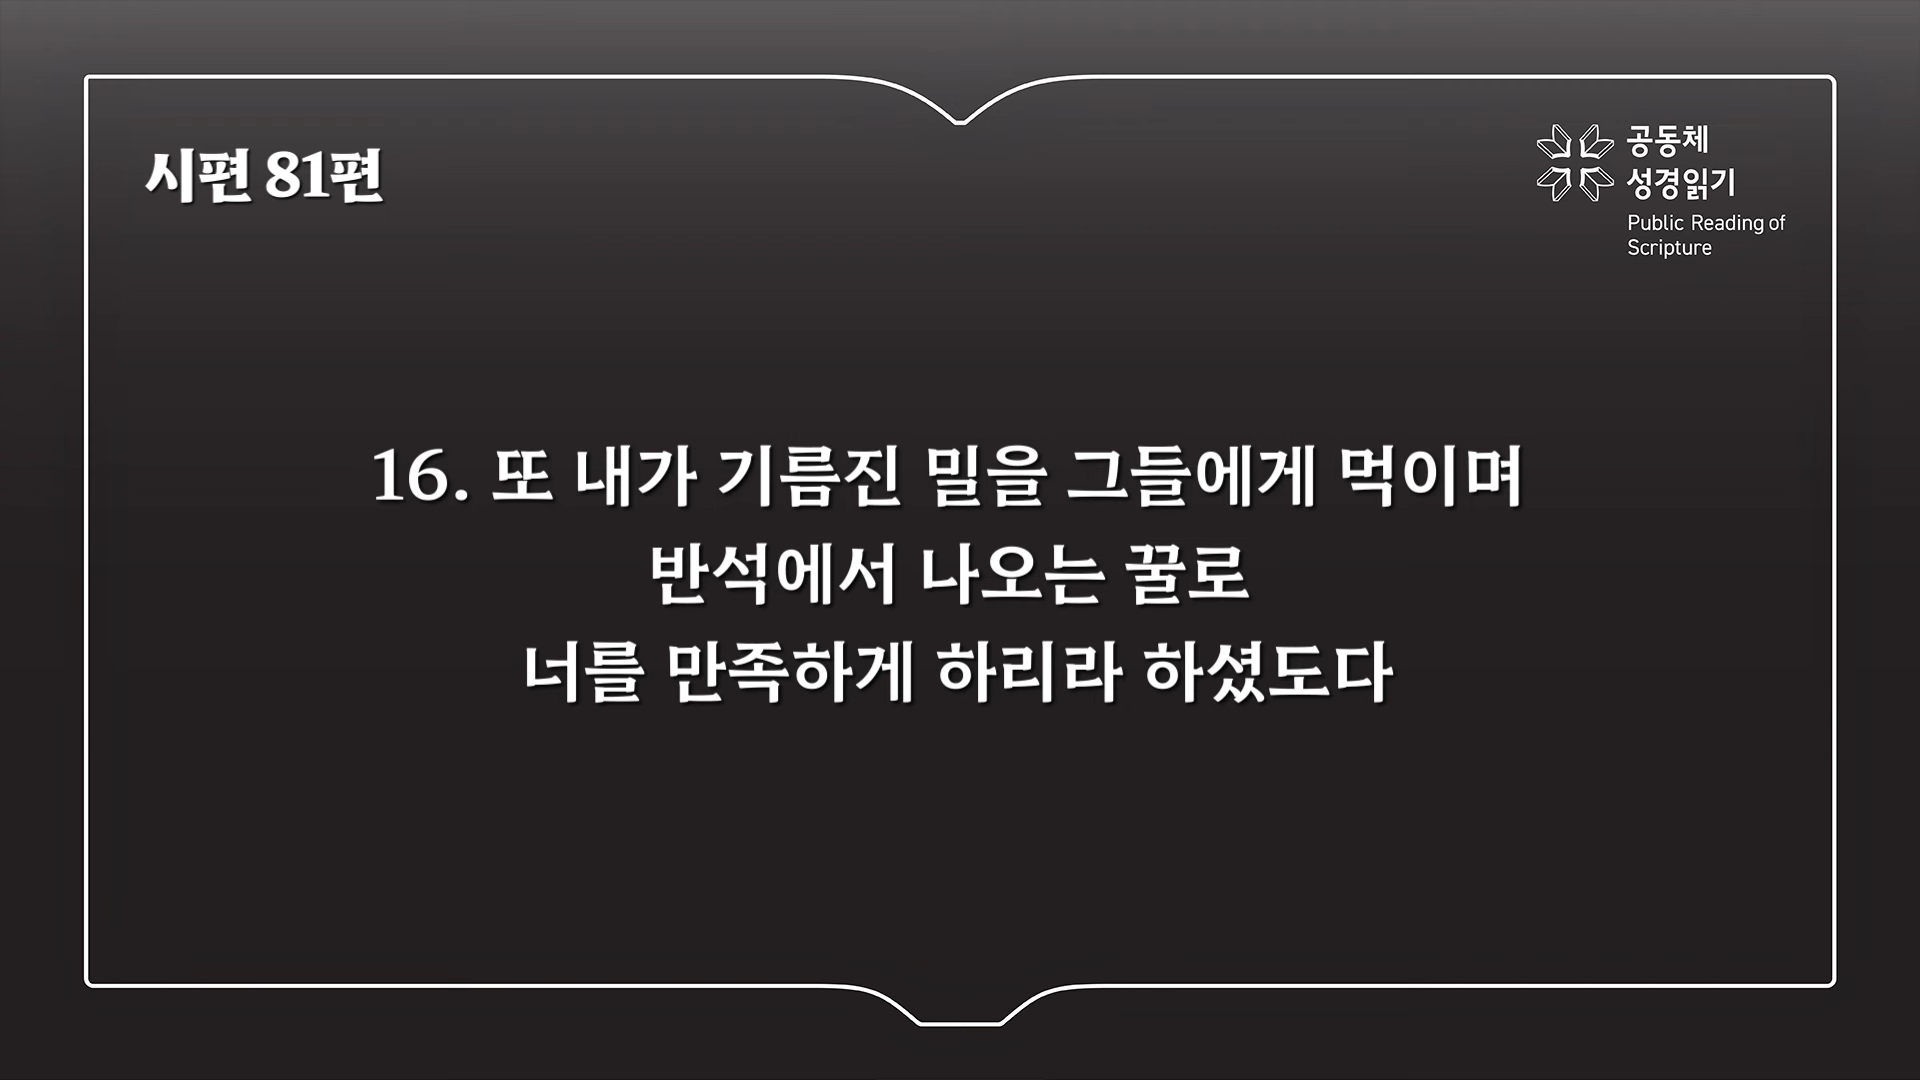 시편 81편
공동체
성경읽기
Public Reading of
Scripture
16. 또 내가 기름진 밀을 그들에게 먹이며
반석에서 나오는 꿀로
너를 만족하게 하리라 하셨도다